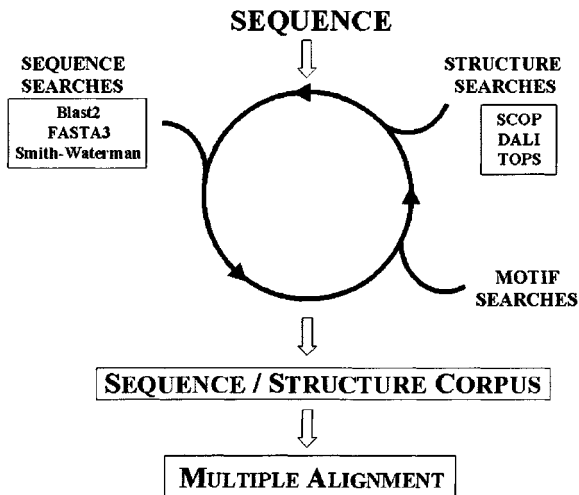 SEQUENCE
SEQUENCE
SEARCHES
Blast2
FASTA3
Smith-Waterman
STRUCTURE
SEARCHES
SCOP
DALI
TOPS
MOTIF
SEARCHES
SEQUENCE / STRUCTURE CORPUS
MULTIPLE ALIGNMENT